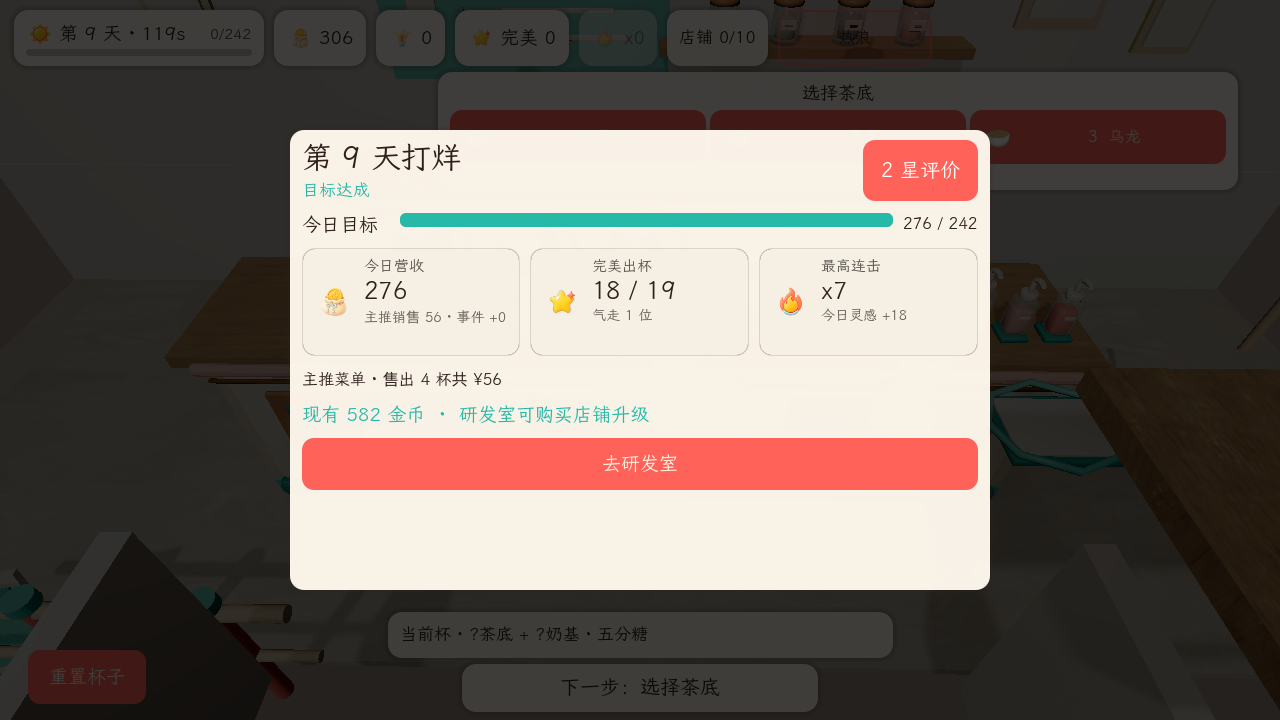 第 9 天・119s 0/242
306
0
完美 0
x0
店铺 0/10
选择茶底
3 乌龙
第 9 天打烊
2 星评价
目标达成
今日目标
276 / 242
今日营收
276
主推销售 56・事件 +0
完美出杯
18 / 19
气走 1 位
最高连击
x7
今日灵感 +18
主推菜单・售出 4 杯共 ¥56
现有 582 金币 ・ 研发室可购买店铺升级
去研发室
当前杯・?茶底 + ?奶基・五分糖
重置杯子
下一步：选择茶底